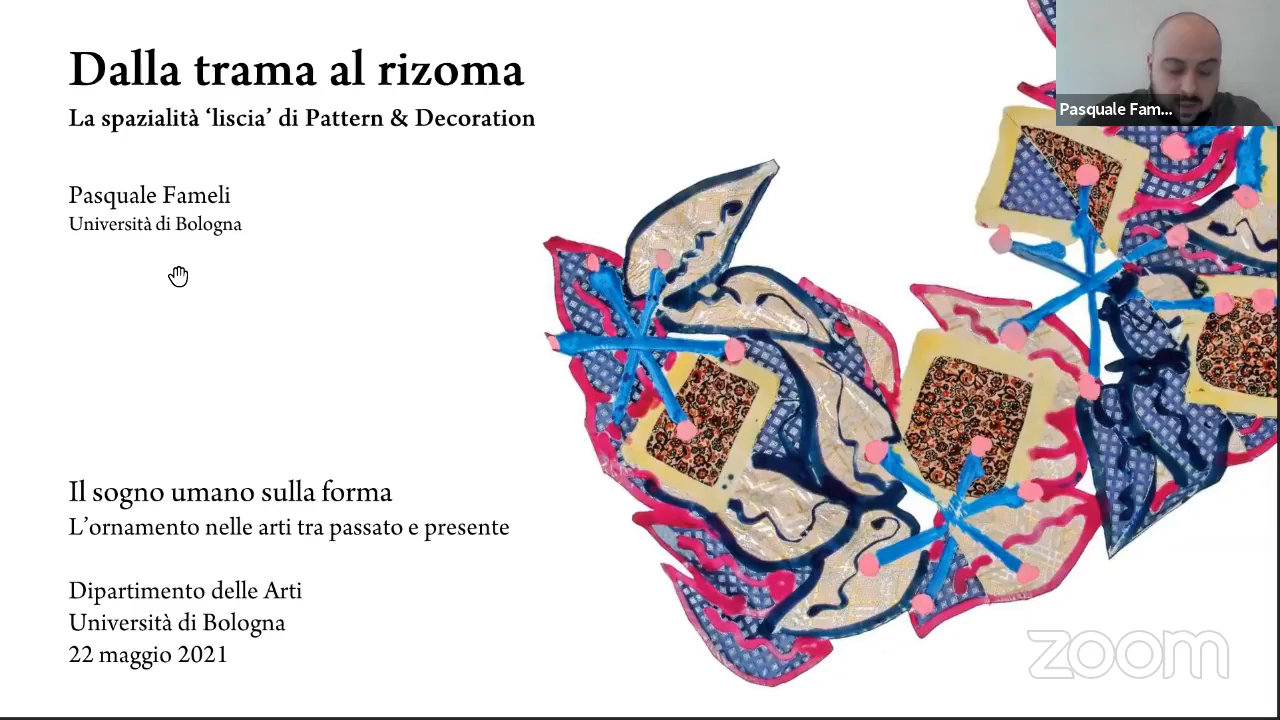 Dalla trama al rizoma
La spazialità ‘liscia’ di Pattern & Decoration
Pasquale Fameli
Università di Bologna
Il sogno umano sulla forma
L’ornamento nelle arti tra passato e presente
Dipartimento delle Arti
Università di Bologna
22 maggio 2021
Pasquale Fam...
zoom